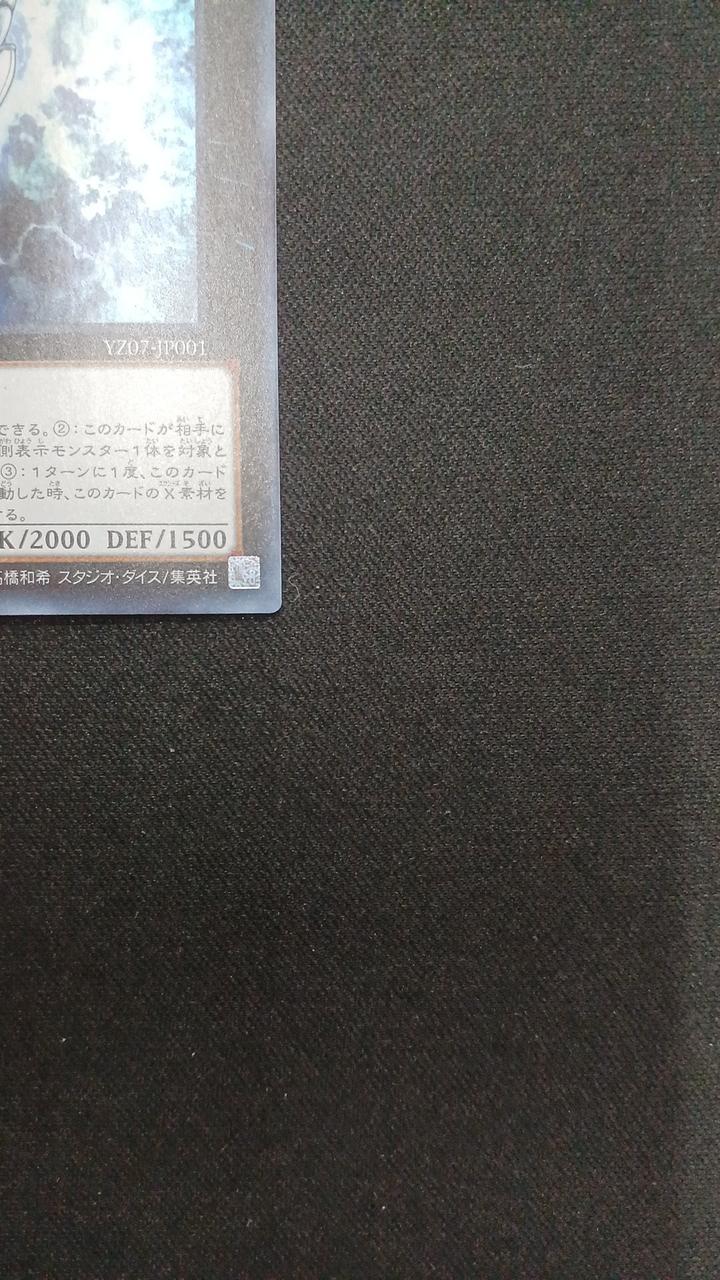 YZ07-JP001
できる。②:このカードが相手に
側表示モンスター1体を対象と
③:1ターンに1度、このカード
動した時、このカードのX素材を
する。
K/2000 DEF/1500
高橋和希 スタジオ・ダイス/集英社